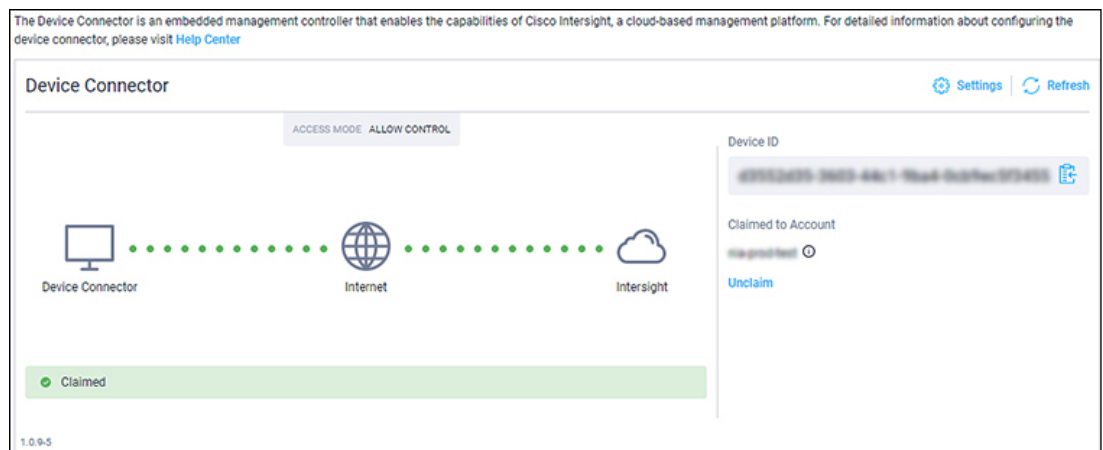 The Device Connector is an embedded management controller that enables the capabilities of Cisco Intersight, a cloud-based management platform. For detailed information about configuring the
device connector, please visit Help Center
Device Connector
Settings
Refresh
ACCESS MODE ALLOW CONTROL
Device ID
Claimed to Account
Unclaim
Device Connector
Internet
Intersight
Claimed
1.0.9-5